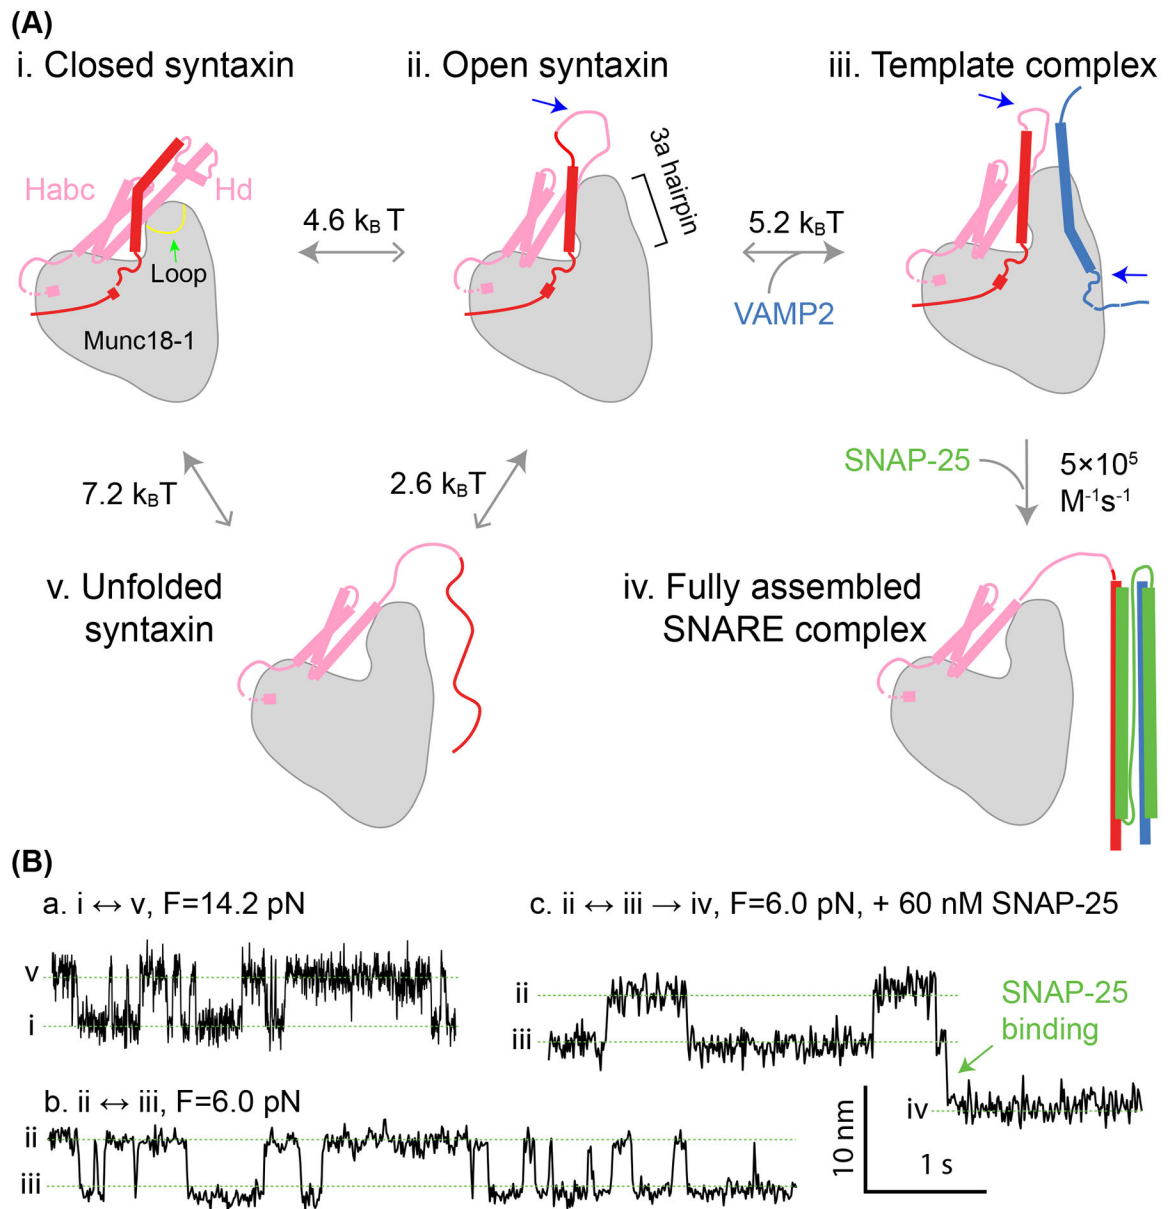 (A)
i. Closed syntaxin
ii. Open syntaxin
iii. Template complex
Habc
Hd
Loop
Munc18-1
4.6 kBT
3a hairpin
5.2 kBT
VAMP2
7.2 kBT
2.6 kBT
SNAP-25
5×10⁵
M⁻¹s⁻¹
v. Unfolded
syntaxin
iv. Fully assembled
SNARE complex
(B)
a. i ↔ v, F=14.2 pN
v
i
b. ii ↔ iii, F=6.0 pN
ii
iii
c. ii ↔ iii → iv, F=6.0 pN, + 60 nM SNAP-25
ii
iii
SNAP-25
binding
iv
10 nm
1 s